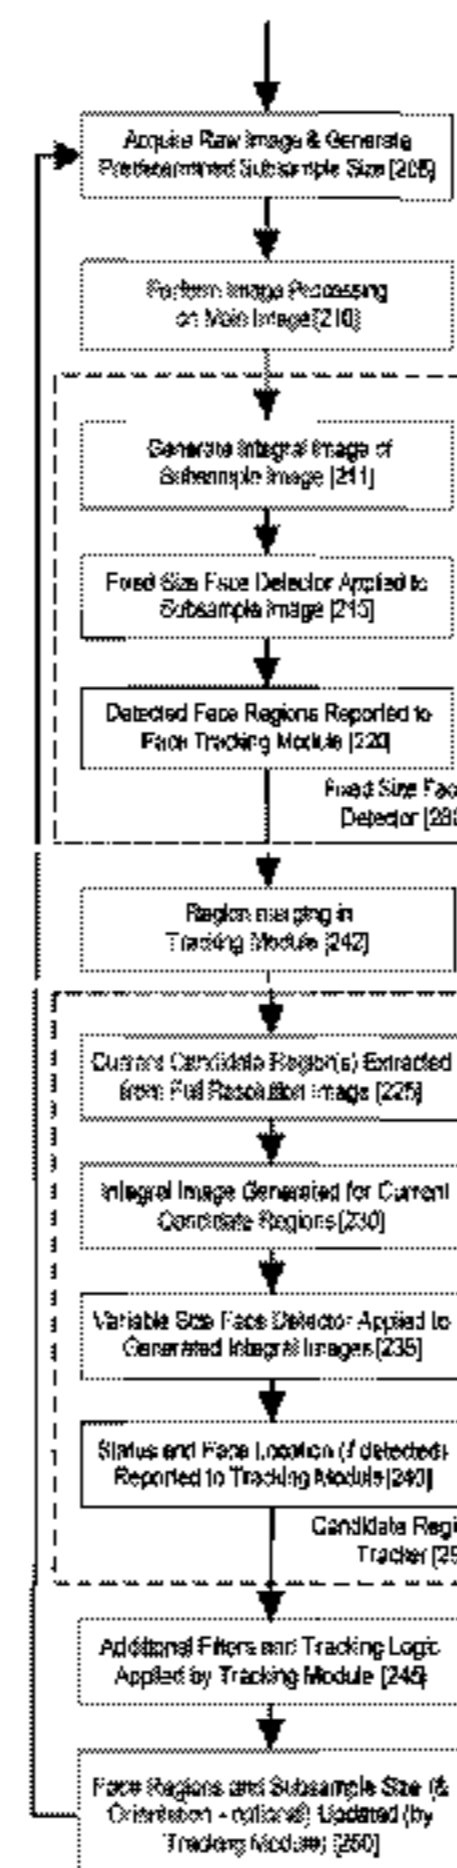 Acquire Raw Image & Generate
Predetermined Subsample Size [205]
Perform Image Processing
on Main Image [210]
Generate Integral Image of
Subsample Image [211]
Fixed Size Face Detector Applied to
Subsample Image [215]
Detected Face Regions Reported to
Face Tracking Module [220]
Fixed Size
Detector
Region merging in
Tracking Module [242]
Current Candidate Region(s) Extracted
from Full Resolution Image [225]
Integral Image Generated for Current
Candidate Regions [230]
Variable Size Face Detector Applied to
Generated Integral Images [235]
Status and Face Location (if detected)
Reported to Tracking Module [240]
Candidate
Tracker
Additional Filters and Tracking Logic
Applied by Tracking Module [245]
Face Regions and Subsample Size (&
Orientation - optional) Updated (by
Tracking Module) [250]